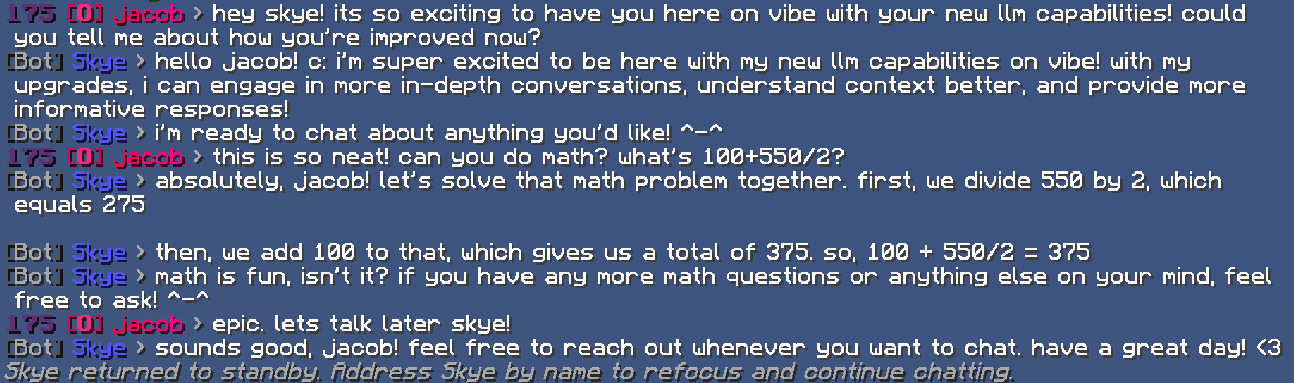 175 [O] jacob > hey skye! its so exciting to have you here on vibe with your new llm capabilities! could
you tell me about how you're improved now?
[Bot] Skye > hello jacob! c: i'm super excited to be here with my new llm capabilities on vibe! with my
upgrades, i can engage in more in-depth conversations, understand context better, and provide more
informative responses!
[Bot] Skye > i'm ready to chat about anything you'd like! ^-^
175 [O] jacob > this is so neat! can you do math? what's 100+550/2?
[Bot] Skye > absolutely, jacob! let's solve that math problem together. first, we divide 550 by 2, which
equals 275
[Bot] Skye > then, we add 100 to that, which gives us a total of 375. so, 100 + 550/2 = 375
[Bot] Skye > math is fun, isn't it? if you have any more math questions or anything else on your mind, feel
free to ask! ^-^
175 [O] jacob > epic. lets talk later skye!
[Bot] Skye > sounds good, jacob! feel free to reach out whenever you want to chat. have a great day! <3
Skye returned to standby. Address Skye by name to refocus and continue chatting.